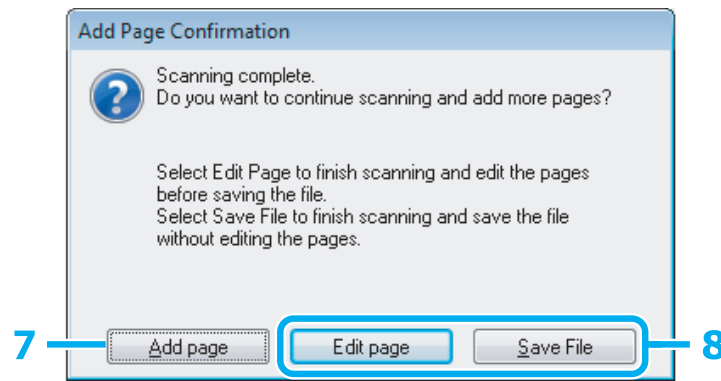 Add Page Confirmation
Scanning complete.
Do you want to continue scanning and add more pages?
Select Edit Page to finish scanning and edit the pages
before saving the file.
Select Save File to finish scanning and save the file
without editing the pages.
7 Add page Edit page Save File 8